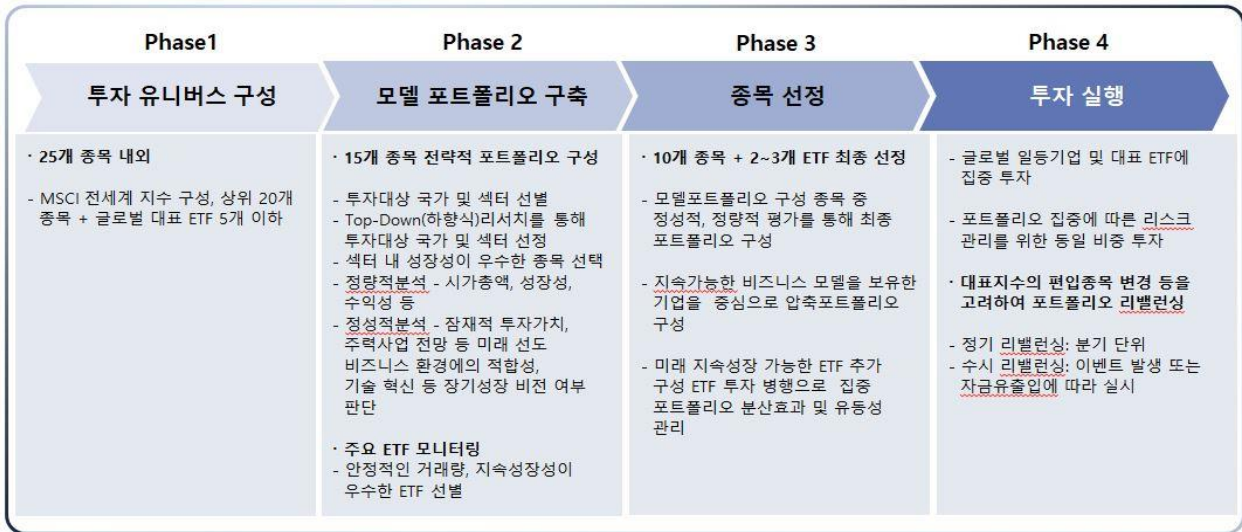 Phase1
투자 유니버스 구성
· 25개 종목 내외
- MSCI 전세계 지수 구성, 상위 20개
종목 + 글로벌 대표 ETF 5개 이하
Phase 2
모델 포트폴리오 구축
· 15개 종목 전략적 포트폴리오 구성
- 투자대상 국가 및 섹터 선별
- Top-Down(하향식)리서치를 통해
투자대상 국가 및 섹터 선정
- 섹터 내 성장성이 우수한 종목 선택
- 정량적분석 - 시가총액, 성장성,
수익성 등
- 정성적분석 - 잠재적 투자가치,
주력사업 전망 등 미래 선도
비즈니스 환경에의 적합성,
기술 혁신 등 장기성장 비전 여부
판단
· 주요 ETF 모니터링
- 안정적인 거래량, 지속성장성이
우수한 ETF 선별
Phase 3
종목 선정
· 10개 종목 + 2~3개 ETF 최종 선정
- 모델포트폴리오 구성 종목 중
정성적, 정량적 평가를 통해 최종
포트폴리오 구성
- 지속가능한 비즈니스 모델을 보유한
기업을 중심으로 압축포트폴리오
구성
- 미래 지속성장 가능한 ETF 추가
구성 ETF 투자 병행으로 집중
포트폴리오 분산효과 및 유동성
관리
Phase 4
투자 실행
- 글로벌 일등기업 및 대표 ETF에
집중 투자
- 포트폴리오 집중에 따른 리스크
관리를 위한 동일 비중 투자
· 대표지수의 편입종목 변경 등을
고려하여 포트폴리오 리밸런싱
- 정기 리밸런싱: 분기 단위
- 수시 리밸런싱: 이벤트 발생 또는
자금유출입에 따라 실시